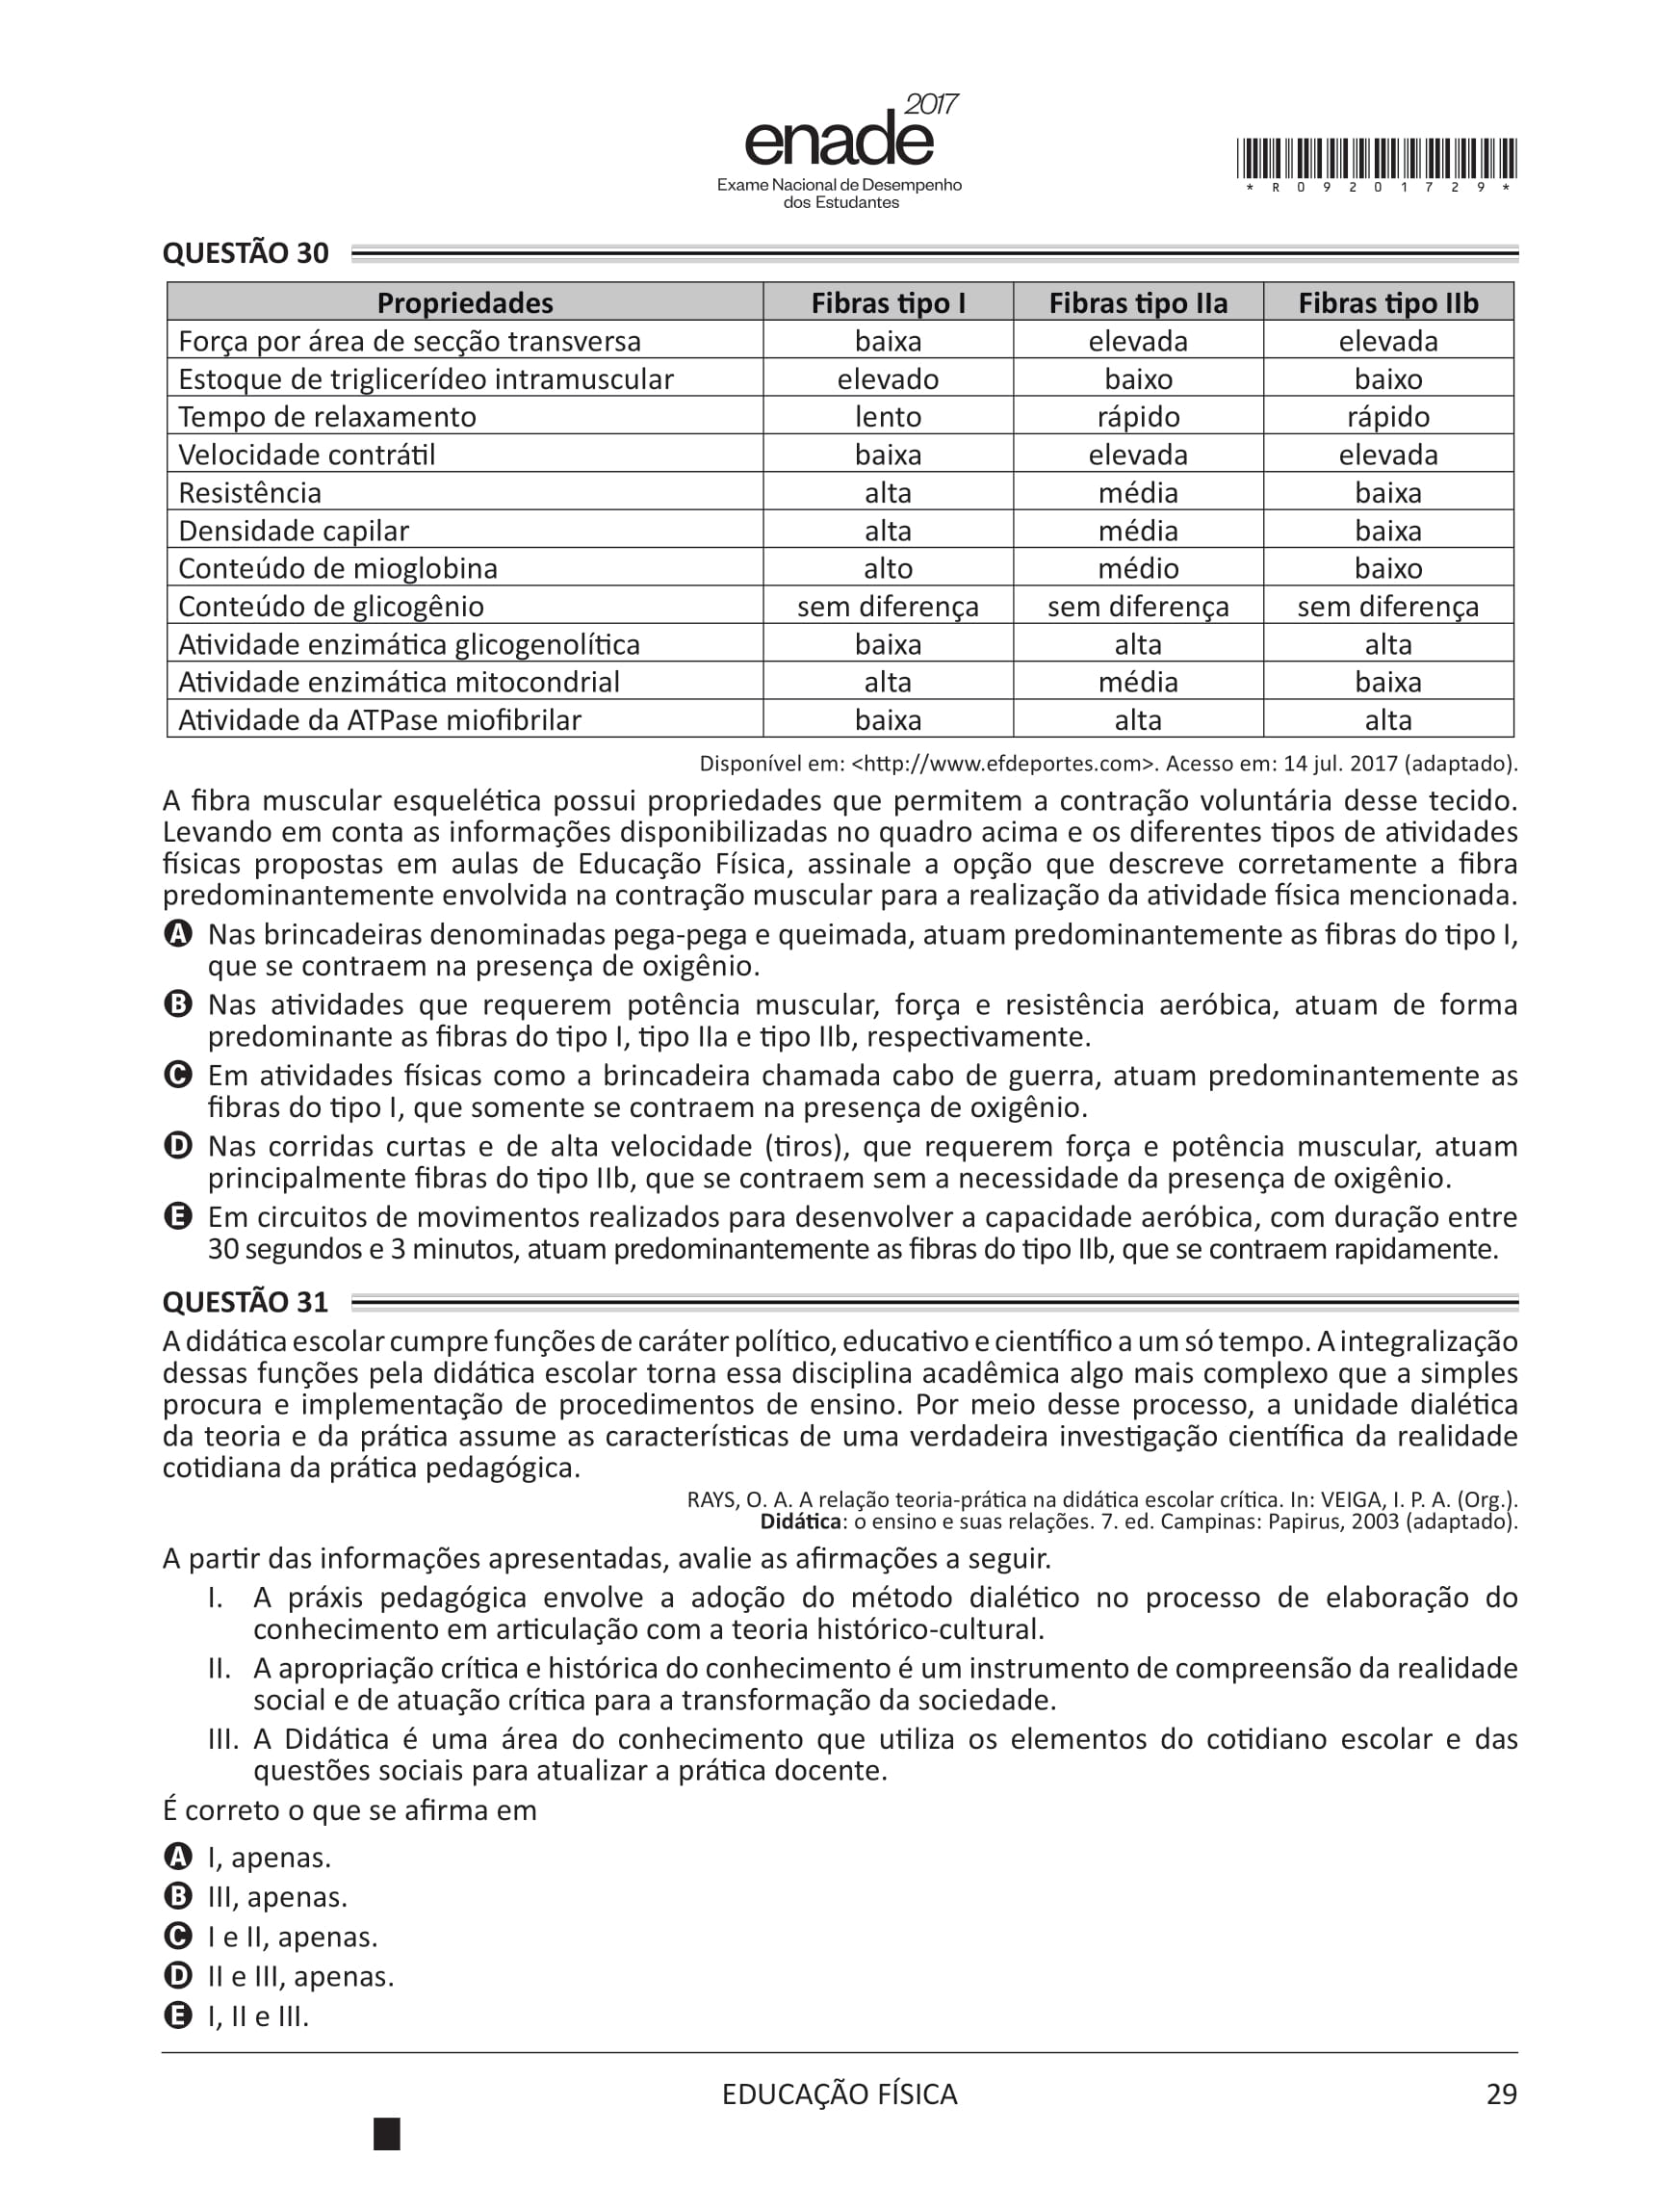 2017
enade
Exame Nacional de Desempenho
dos Estudantes
* R 0 9 2 0 1 7 2 9 *
QUESTÃO 30
Propriedades Fibras tipo I Fibras tipo IIa Fibras tipo IIb
Força por área de secção transversa baixa elevada elevada
Estoque de triglicerídeo intramuscular elevado baixo baixo
Tempo de relaxamento lento rápido rápido
Velocidade contrátil baixa elevada elevada
Resistência alta média baixa
Densidade capilar alta média baixa
Conteúdo de mioglobina alto médio baixo
Conteúdo de glicogênio sem diferença sem diferença sem diferença
Atividade enzimática glicogenolítica baixa alta alta
Atividade enzimática mitocondrial alta média baixa
Atividade da ATPase miofibrilar baixa alta alta
Disponível em: <http://www.efdeportes.com>. Acesso em: 14 jul. 2017 (adaptado).
A fibra muscular esquelética possui propriedades que permitem a contração voluntária desse tecido.
Levando em conta as informações disponibilizadas no quadro acima e os diferentes tipos de atividades
físicas propostas em aulas de Educação Física, assinale a opção que descreve corretamente a fibra
predominantemente envolvida na contração muscular para a realização da atividade física mencionada.
A Nas brincadeiras denominadas pega-pega e queimada, atuam predominantemente as fibras do tipo I,
que se contraem na presença de oxigênio.
B Nas atividades que requerem potência muscular, força e resistência aeróbica, atuam de forma
predominante as fibras do tipo I, tipo IIa e tipo IIb, respectivamente.
C Em atividades físicas como a brincadeira chamada cabo de guerra, atuam predominantemente as
fibras do tipo I, que somente se contraem na presença de oxigênio.
D Nas corridas curtas e de alta velocidade (tiros), que requerem força e potência muscular, atuam
principalmente fibras do tipo IIb, que se contraem sem a necessidade da presença de oxigênio.
E Em circuitos de movimentos realizados para desenvolver a capacidade aeróbica, com duração entre
30 segundos e 3 minutos, atuam predominantemente as fibras do tipo IIb, que se contraem rapidamente.
QUESTÃO 31
A didática escolar cumpre funções de caráter político, educativo e científico a um só tempo. A integralização
dessas funções pela didática escolar torna essa disciplina acadêmica algo mais complexo que a simples
procura e implementação de procedimentos de ensino. Por meio desse processo, a unidade dialética
da teoria e da prática assume as características de uma verdadeira investigação científica da realidade
cotidiana da prática pedagógica.
RAYS, O. A. A relação teoria-prática na didática escolar crítica. In: VEIGA, I. P. A. (Org.).
Didática: o ensino e suas relações. 7. ed. Campinas: Papirus, 2003 (adaptado).
A partir das informações apresentadas, avalie as afirmações a seguir.
I. A práxis pedagógica envolve a adoção do método dialético no processo de elaboração do
conhecimento em articulação com a teoria histórico-cultural.
II. A apropriação crítica e histórica do conhecimento é um instrumento de compreensão da realidade
social e de atuação crítica para a transformação da sociedade.
III. A Didática é uma área do conhecimento que utiliza os elementos do cotidiano escolar e das
questões sociais para atualizar a prática docente.
É correto o que se afirma em
A I, apenas.
B III, apenas.
C I e II, apenas.
D II e III, apenas.
E I, II e III.
EDUCAÇÃO FÍSICA 29